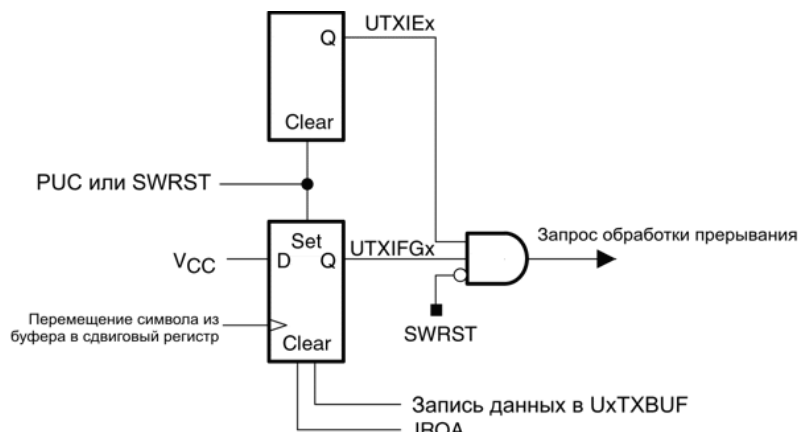 UTXIEx
Q
Clear
PUC или SWRST
Set
D
Q
UTXIFGx
VCC
Запрос обработки прерывания
Перемещение символа из
буфера в сдвиговый регистр
Clear
SWRST
Запись данных в UxTXBUF
IRQA